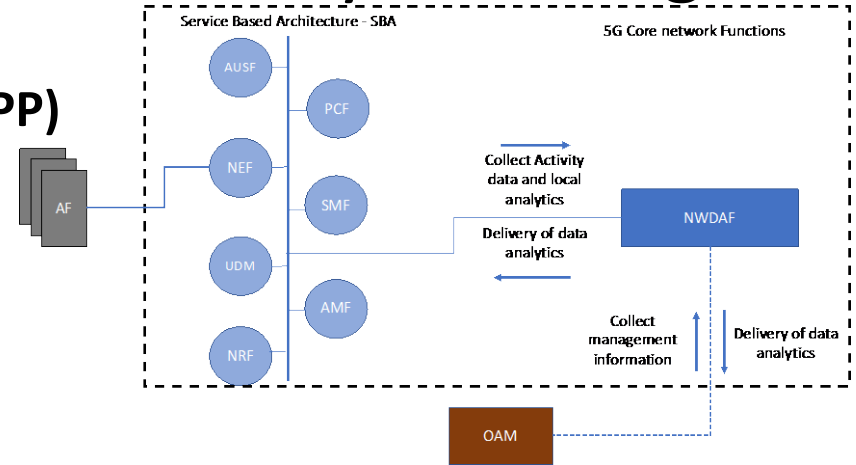 Service Based Architecture - SBA
5G Core network Functions
PP)
AUSF
PCF
NEF
AF
SMF
UDM
AMF
NRF
Collect Activity
data and local
analytics
Delivery of data
analytics
NWDAF
Collect
management
information
Delivery of data
analytics
OAM